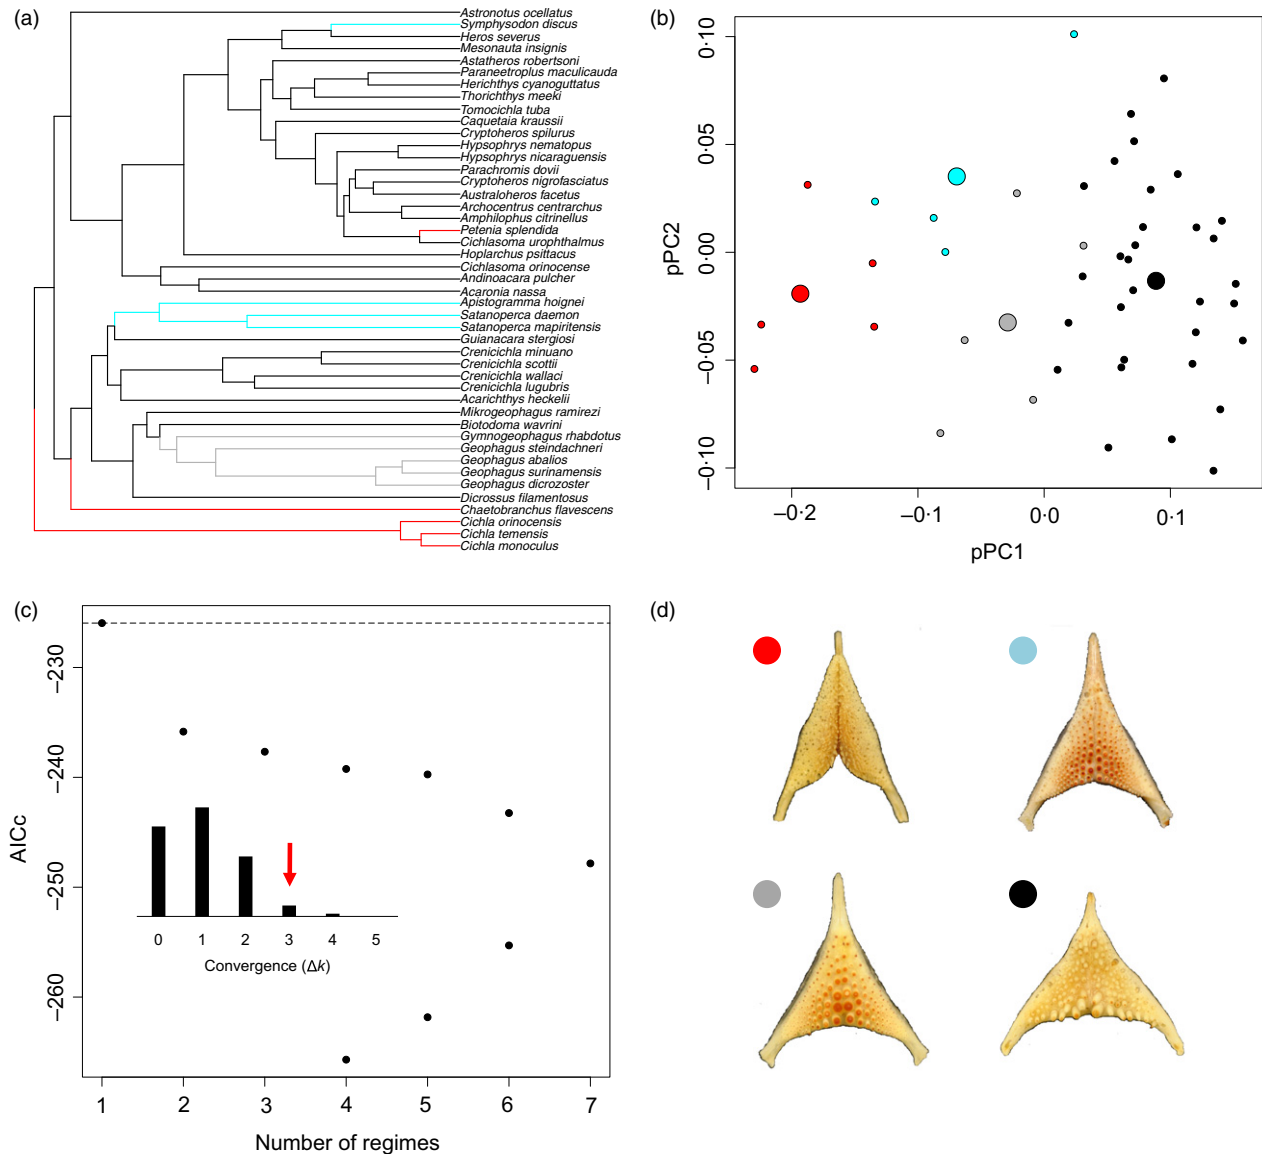 (a)
Astronotus ocellatus
Symphysodon discus
Heros severus
Mesonauta insignis
Astatheros robertsoni
Paraneetroplus maculicauda
Herichthys cyanoguttatus
Thorichthys meeki
Tomocichla tuba
Caquetaia kraussii
Cryptoheros spilurus
Hypsophrys nematopus
Hypsophrys nicaraguensis
Parachromis dovii
Cryptoheros nigrofasciatus
Australoheros facetus
Archocentrus centrarchus
Amphilophus citrinellus
Petenia splendida
Cichlasoma urophthalmus
Hoplarchus psittacus
Cichlasoma orinocense
Andinoacara pulcher
Acaronia nassa
Apistogramma hoignei
Satanoperca daemon
Satanoperca mapiritensis
Guianacara stergiosi
Crenicichla minuano
Crenicichla scottii
Crenicichla wallaci
Crenicichla lugubris
Acarichthys heckelii
Mikrogeophagus ramirezi
Biotodoma wavrini
Gymnogeophagus rhabdotus
Geophagus steindachneri
Geophagus abalios
Geophagus surinamensis
Geophagus dicrozoster
Dicrossus filamentosus
Chaetobranchus flavescens
Cichla orinocensis
Cichla temensis
Cichla monoculus
(b)
pPC2
0·10
0·05
0·00
−0·05
−0·10
−0·2
−0·1
0·0
0·1
pPC1
(c)
AICc
−230
−240
−250
−260
0 1 2 3 4 5
Convergence (Δk)
1 2 3 4 5 6 7
Number of regimes
(d)